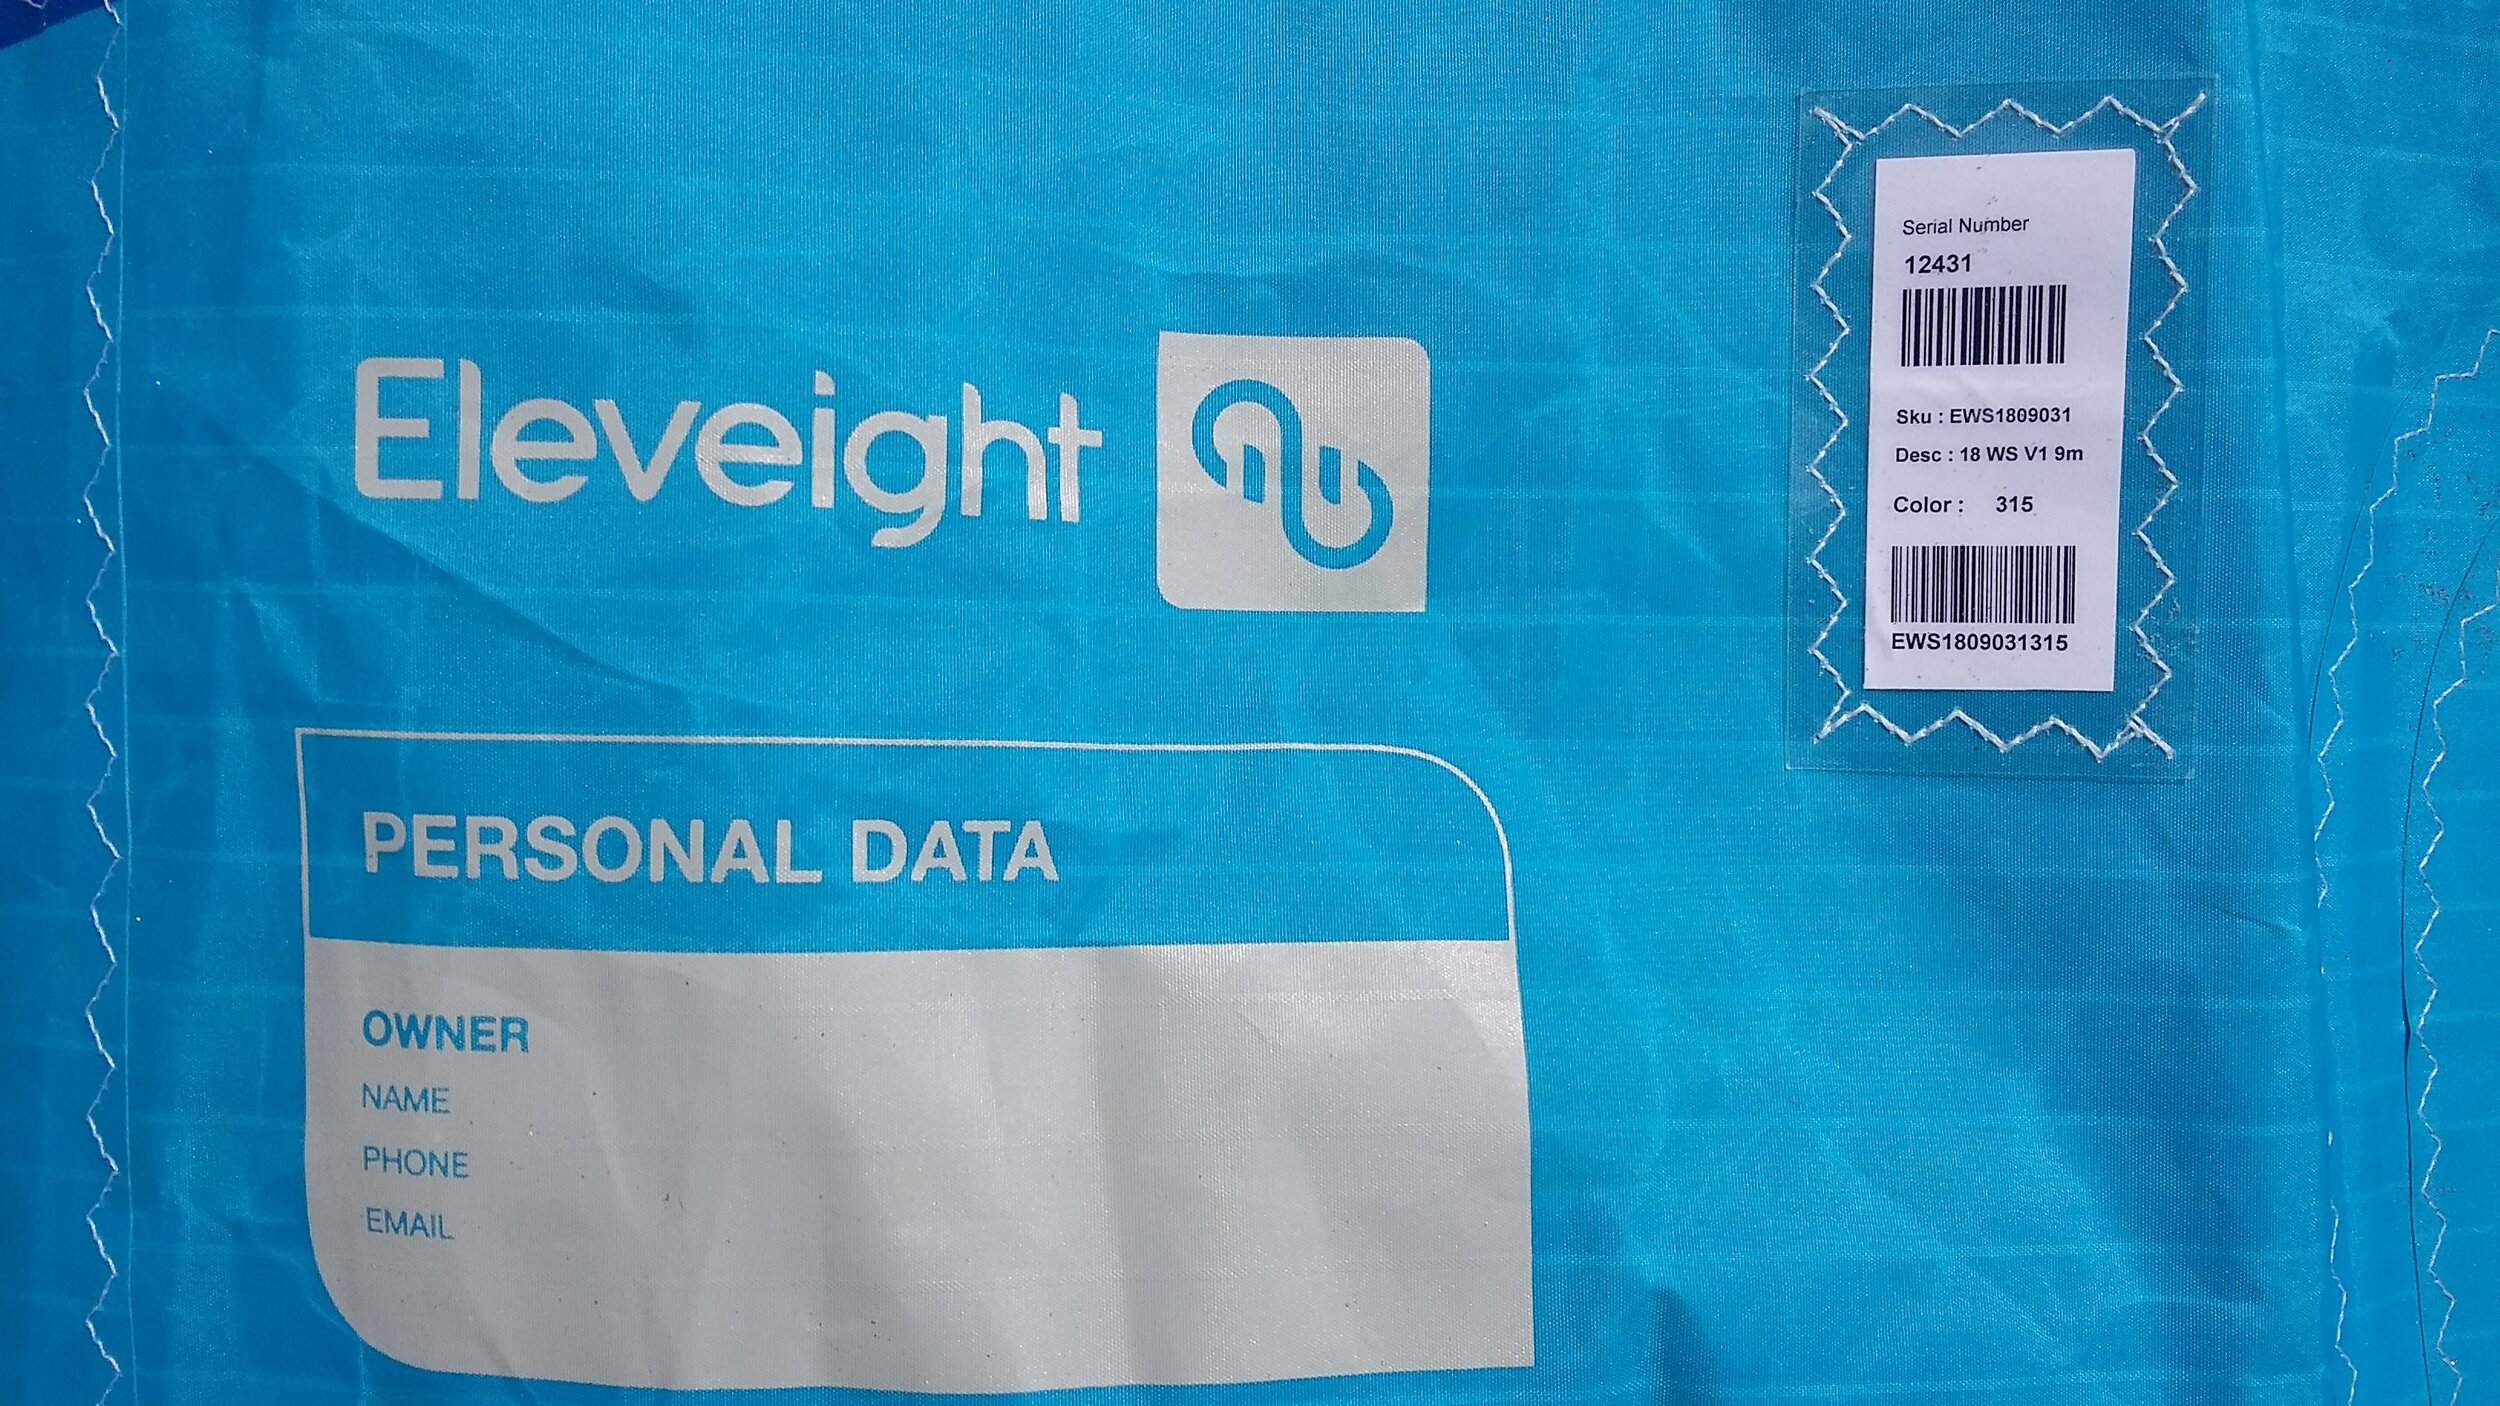 Eleveight
PERSONAL DATA
OWNER
NAME
PHONE
EMAIL
Serial Number
12431
Sku : EWS1809031
Desc : 18 WS V1 9m
Color : 315
EWS1809031315